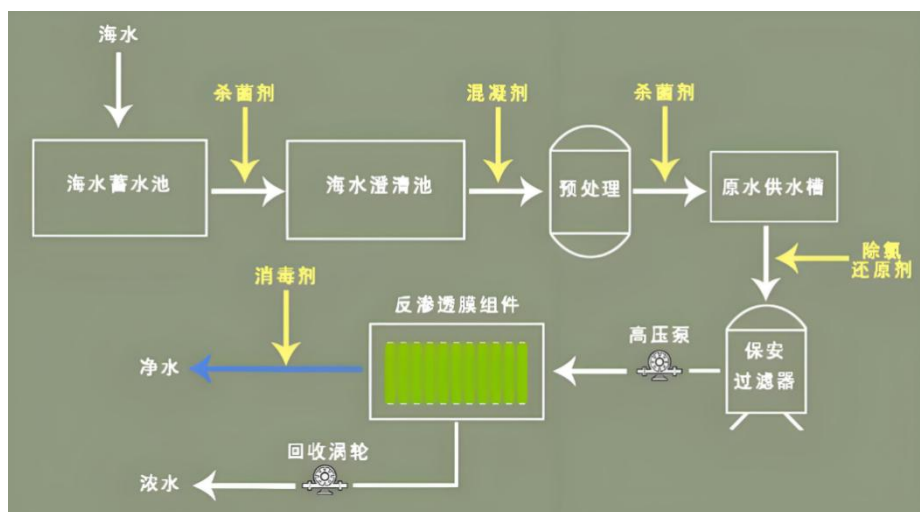 海水
杀菌剂
混凝剂
杀菌剂
海水蓄水池
海水澄清池
预处理
原水供水槽
除氯
还原剂
消毒剂
反渗透膜组件
高压泵
保安
过滤器
净水
回收涡轮
浓水